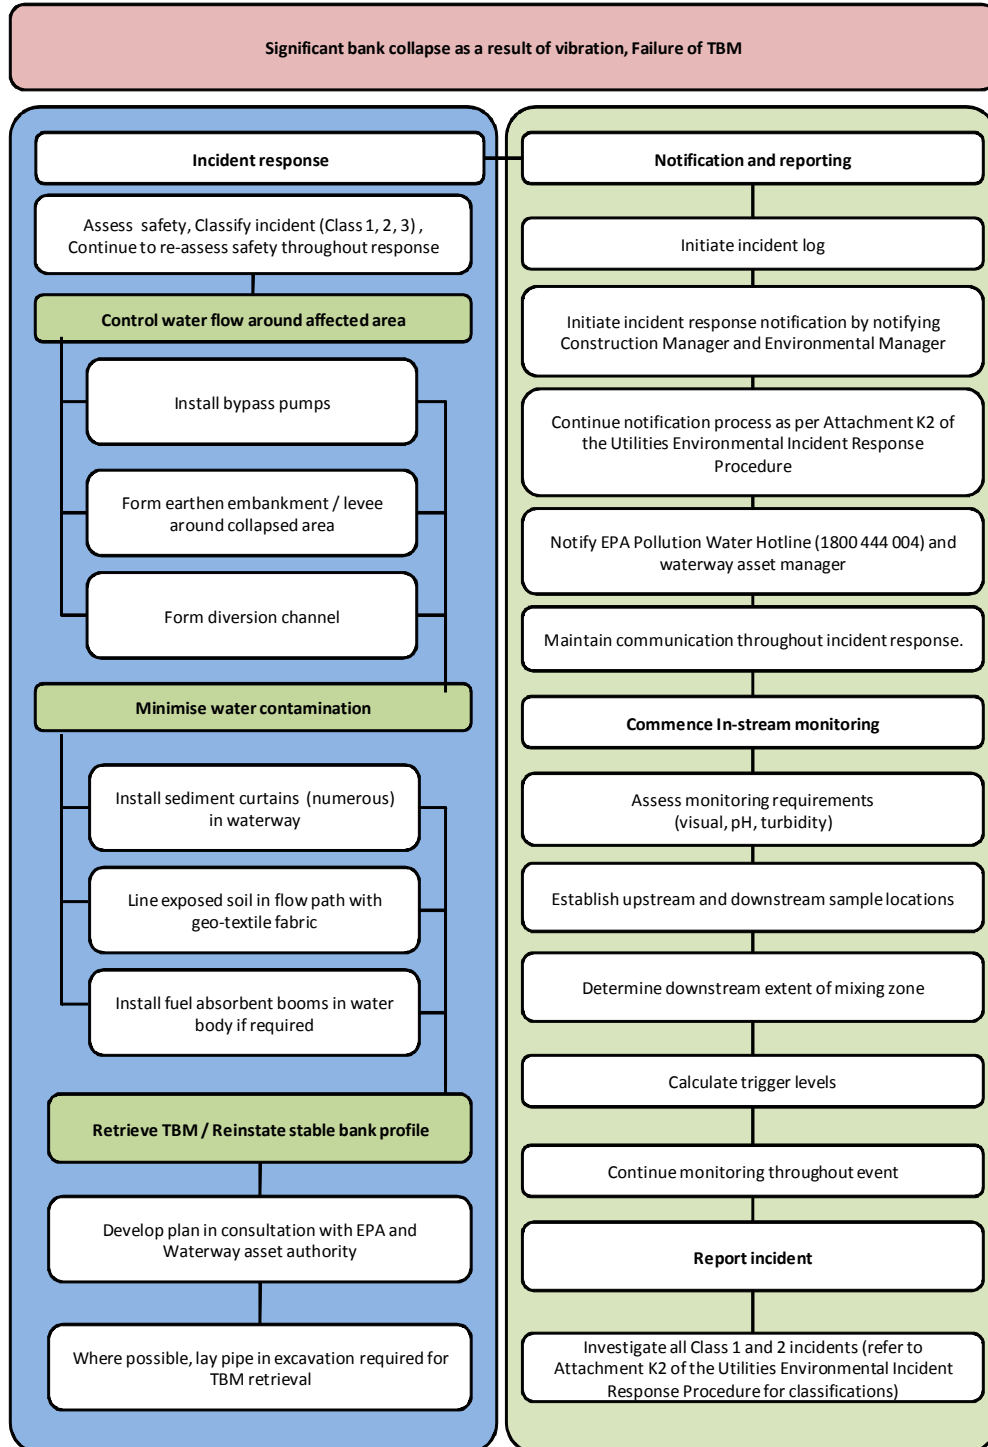 Significant bank collapse as a result of vibration, Failure of TBM
Incident response
Assess safety, Classify incident (Class 1, 2, 3) ,
Continue to re-assess safety throughout response
Control water flow around affected area
Install bypass pumps
Form earthen embankment / levee
around collapsed area
Form diversion channel
Minimise water contamination
Install sediment curtains (numerous)
in waterway
Line exposed soil in flow path with
geo-textile fabric
Install fuel absorbent booms in water
body if required
Retrieve TBM / Reinstate stable bank profile
Develop plan in consultation with EPA and
Waterway asset authority
Where possible, lay pipe in excavation required for
TBM retrieval
Notification and reporting
Initiate incident log
Initiate incident response notification by notifying
Construction Manager and Environmental Manager
Continue notification process as per Attachment K2 of
the Utilities Environmental Incident Response
Procedure
Notify EPA Pollution Water Hotline (1800 444 004) and
waterway asset manager
Maintain communication throughout incident response.
Commence In-stream monitoring
Assess monitoring requirements
(visual, pH, turbidity)
Establish upstream and downstream sample locations
Determine downstream extent of mixing zone
Calculate trigger levels
Continue monitoring throughout event
Report incident
Investigate all Class 1 and 2 incidents (refer to
Attachment K2 of the Utilities Environmental Incident
Response Procedure for classifications)